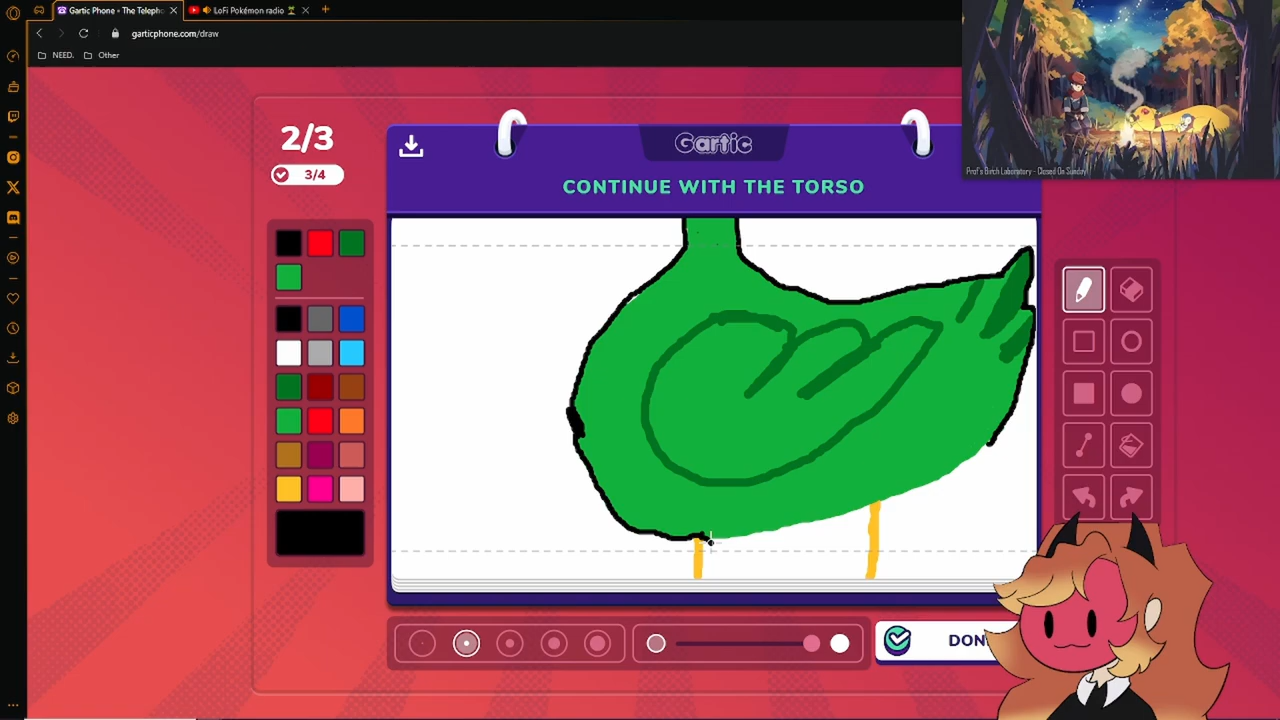 Gartic Phone - The Teleph
LoFi Pokémon radio
garticphone.com/draw
NEED.
Other
Prof's Birch Laboratory - Closed On Sunday
2/3
3/4
Gartic
CONTINUE WITH THE TORSO
DON